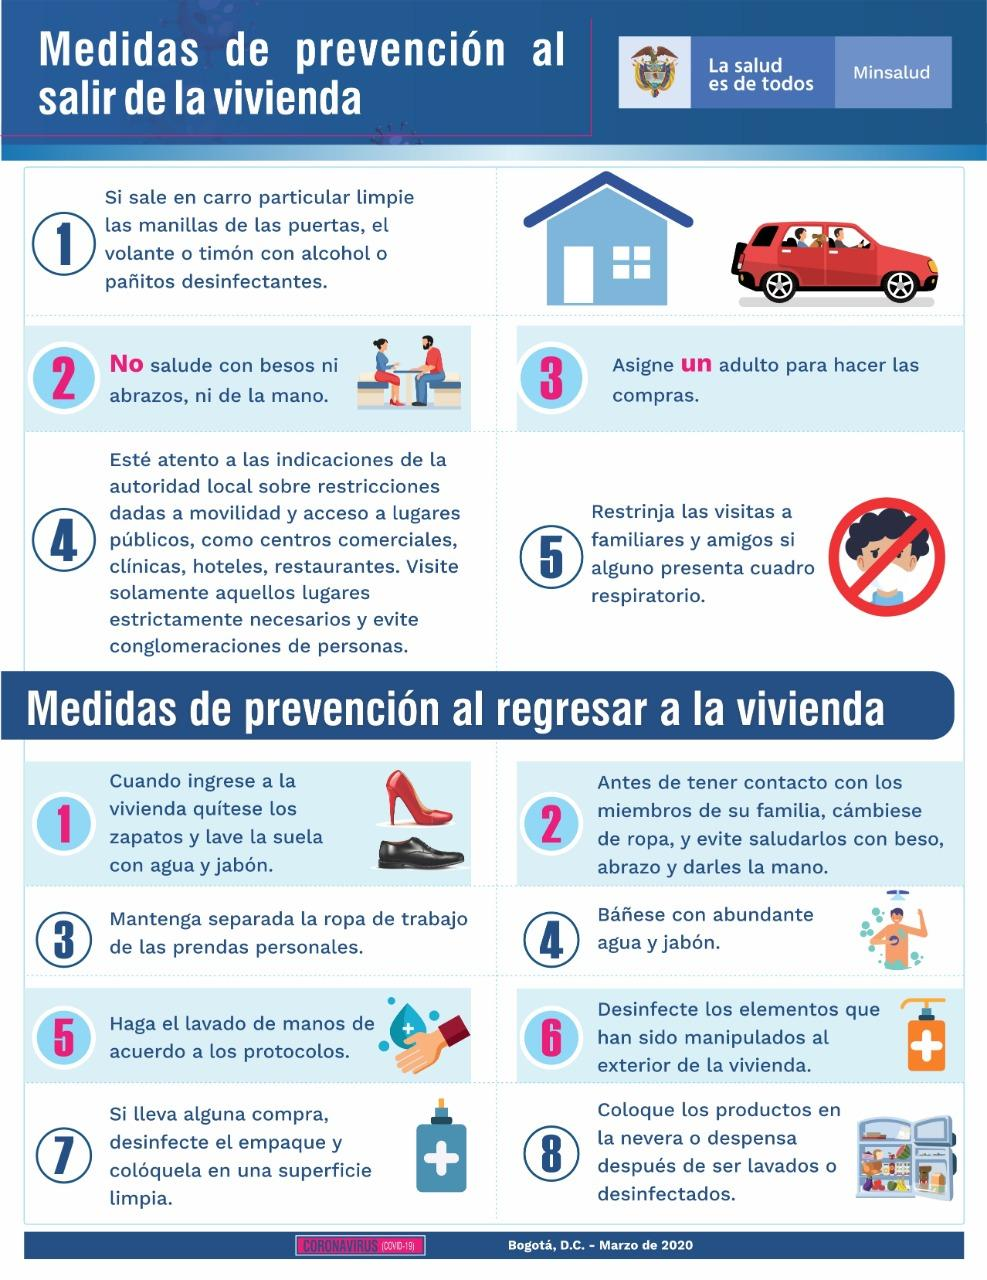 Medidas de prevención al
salir de la vivienda
La salud
es de todos
Minsalud
1
Si sale en carro particular limpie
las manillas de las puertas, el
volante o timón con alcohol o
pañitos desinfectantes.
2
No salude con besos ni
abrazos, ni de la mano.
3
Asigne un adulto para hacer las
compras.
4
Esté atento a las indicaciones de la
autoridad local sobre restricciones
dadas a movilidad y acceso a lugares
públicos, como centros comerciales,
clínicas, hoteles, restaurantes. Visite
solamente aquellos lugares
estrictamente necesarios y evite
conglomeraciones de personas.
5
Restrinja las visitas a
familiares y amigos si
alguno presenta cuadro
respiratorio.
Medidas de prevención al regresar a la vivienda
1
Cuando ingrese a la
vivienda quítese los
zapatos y lave la suela
con agua y jabón.
2
Antes de tener contacto con los
miembros de su familia, cámbiese
de ropa, y evite saludarlos con beso,
abrazo y darles la mano.
3
Mantenga separada la ropa de trabajo
de las prendas personales.
4
Báñese con abundante
agua y jabón.
5
Haga el lavado de manos de
acuerdo a los protocolos.
6
Desinfecte los elementos que
han sido manipulados al
exterior de la vivienda.
7
Si lleva alguna compra,
desinfecte el empaque y
colóquela en una superficie
limpia.
8
Coloque los productos en
la nevera o despensa
después de ser lavados o
desinfectados.
CORONAVIRUS (COVID-19)
Bogotá, D.C. - Marzo de 2020